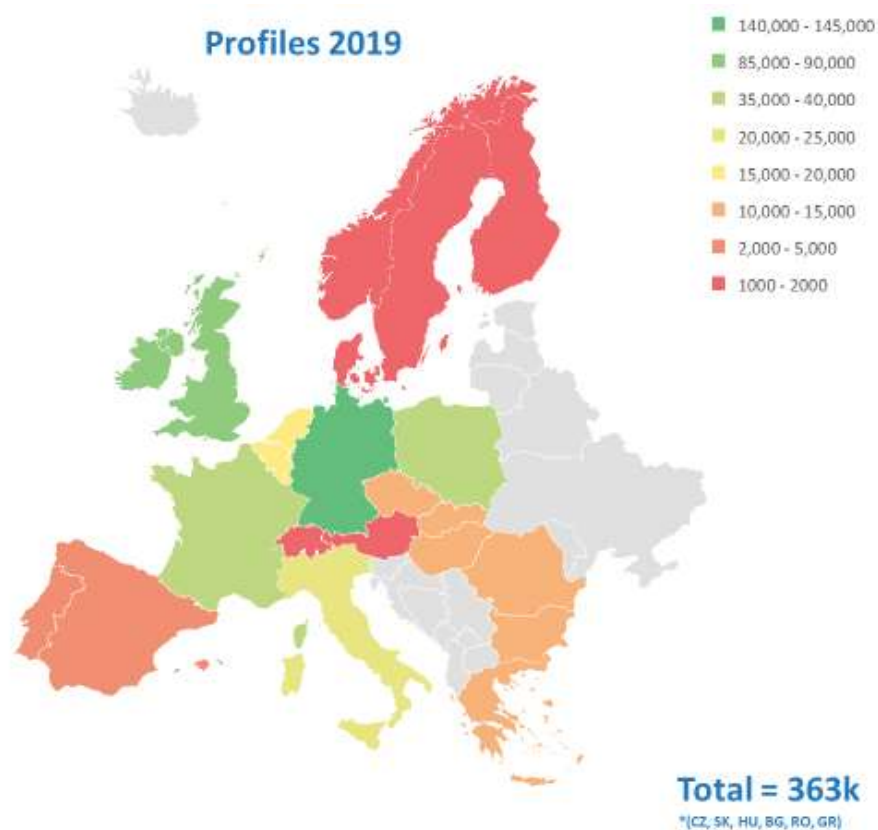 Profiles 2019
140,000 - 145,000
85,000 - 90,000
35,000 - 40,000
20,000 - 25,000
15,000 - 20,000
10,000 - 15,000
2,000 - 5,000
1000 - 2000
Total = 363k
*(CZ, SK, HU, BG, RO, GR)